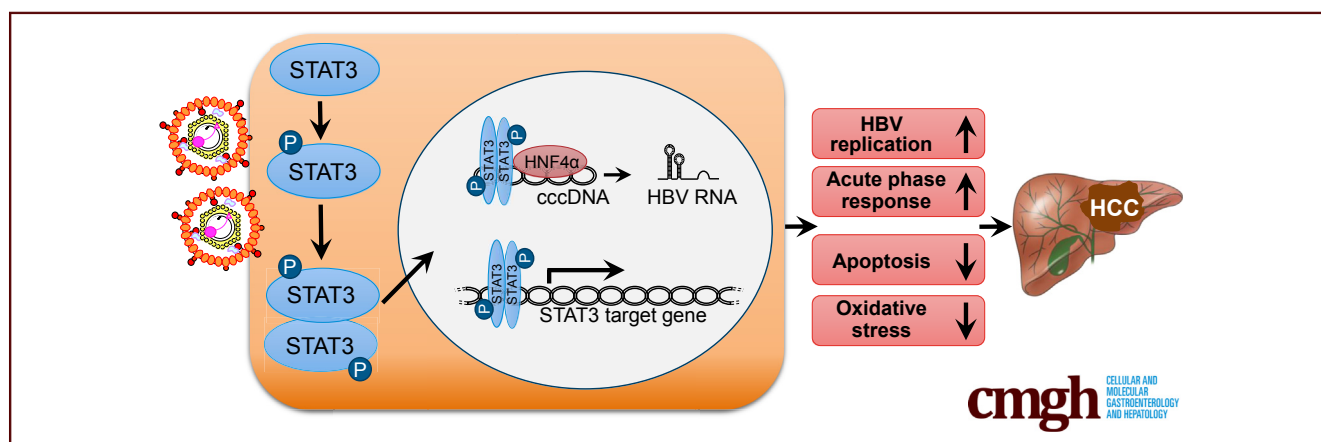 STAT3
P
STAT3
P
STAT3
STAT3
P
P
STAT3
STAT3
P
HNF4α
cccDNA
HBV RNA
P
STAT3
STAT3
P
STAT3 target gene
HBV
replication
Acute phase
response
Apoptosis
Oxidative
stress
HCC
cmgh
CELLULAR AND
MOLECULAR
GASTROENTEROLOGY
AND HEPATOLOGY